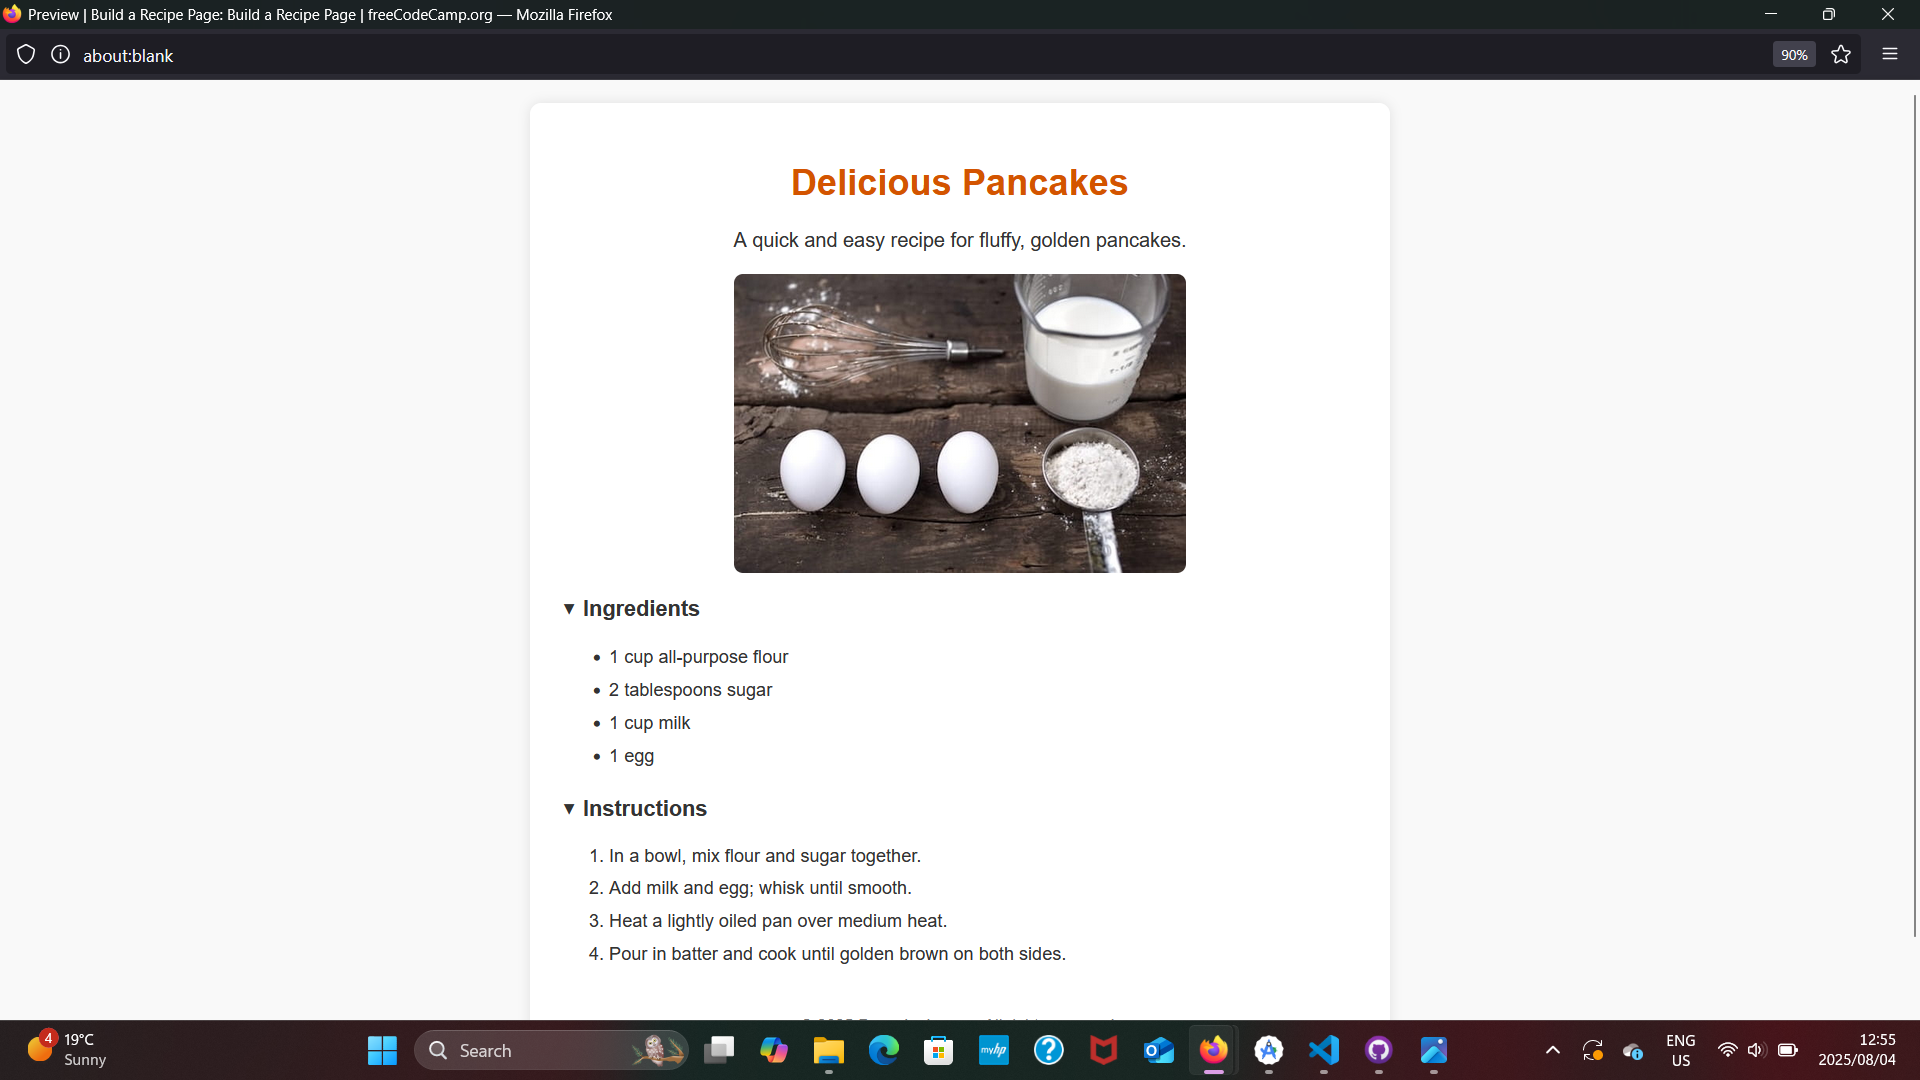 Preview | Build a Recipe Page: Build a Recipe Page | freeCodeCamp.org — Mozilla Firefox
about:blank
90%
Delicious Pancakes
A quick and easy recipe for fluffy, golden pancakes.
▾ Ingredients
• 1 cup all-purpose flour
• 2 tablespoons sugar
• 1 cup milk
• 1 egg
▾ Instructions
1. In a bowl, mix flour and sugar together.
2. Add milk and egg; whisk until smooth.
3. Heat a lightly oiled pan over medium heat.
4. Pour in batter and cook until golden brown on both sides.
4
19°C
Sunny
Search
myhp
ENG
US
12:55
2025/08/04